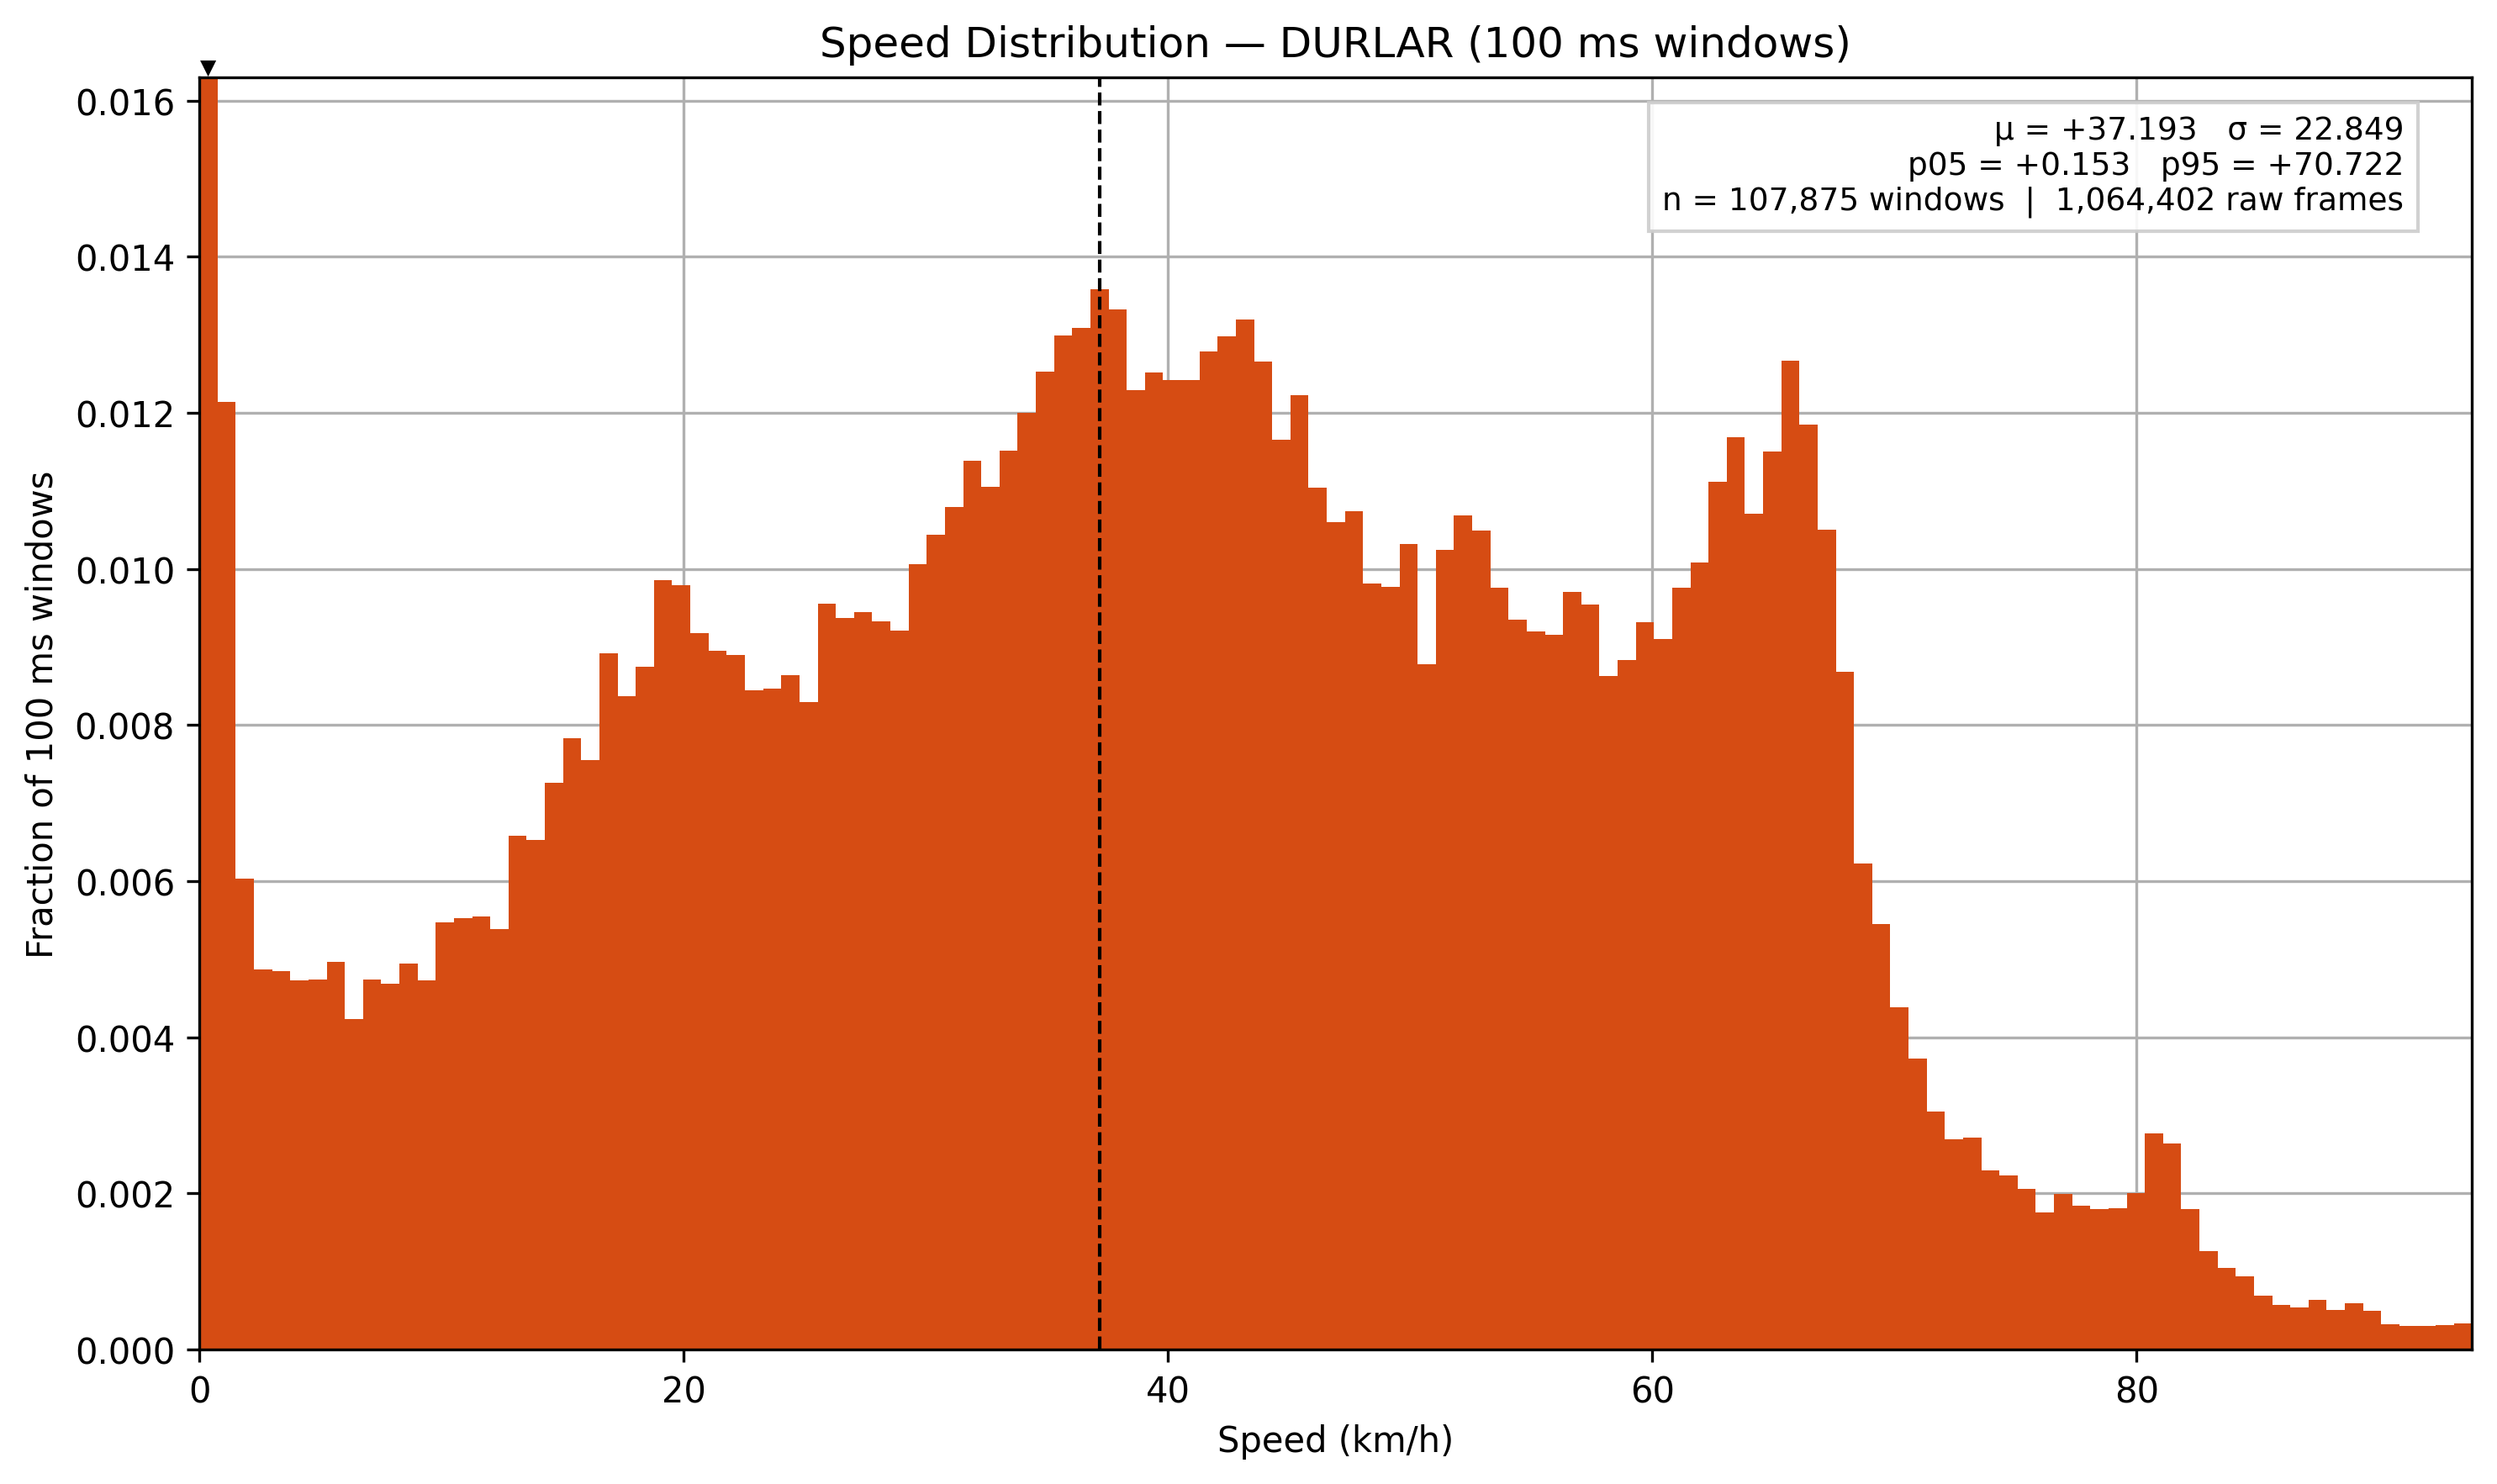 Speed Distribution — DURLAR (100 ms windows)
μ = +37.193   σ = 22.849
p05 = +0.153   p95 = +70.722
n = 107,875 windows  |  1,064,402 raw frames
Fraction of 100 ms windows
0.016
0.014
0.012
0.010
0.008
0.006
0.004
0.002
0.000
0 20 40 60 80
Speed (km/h)